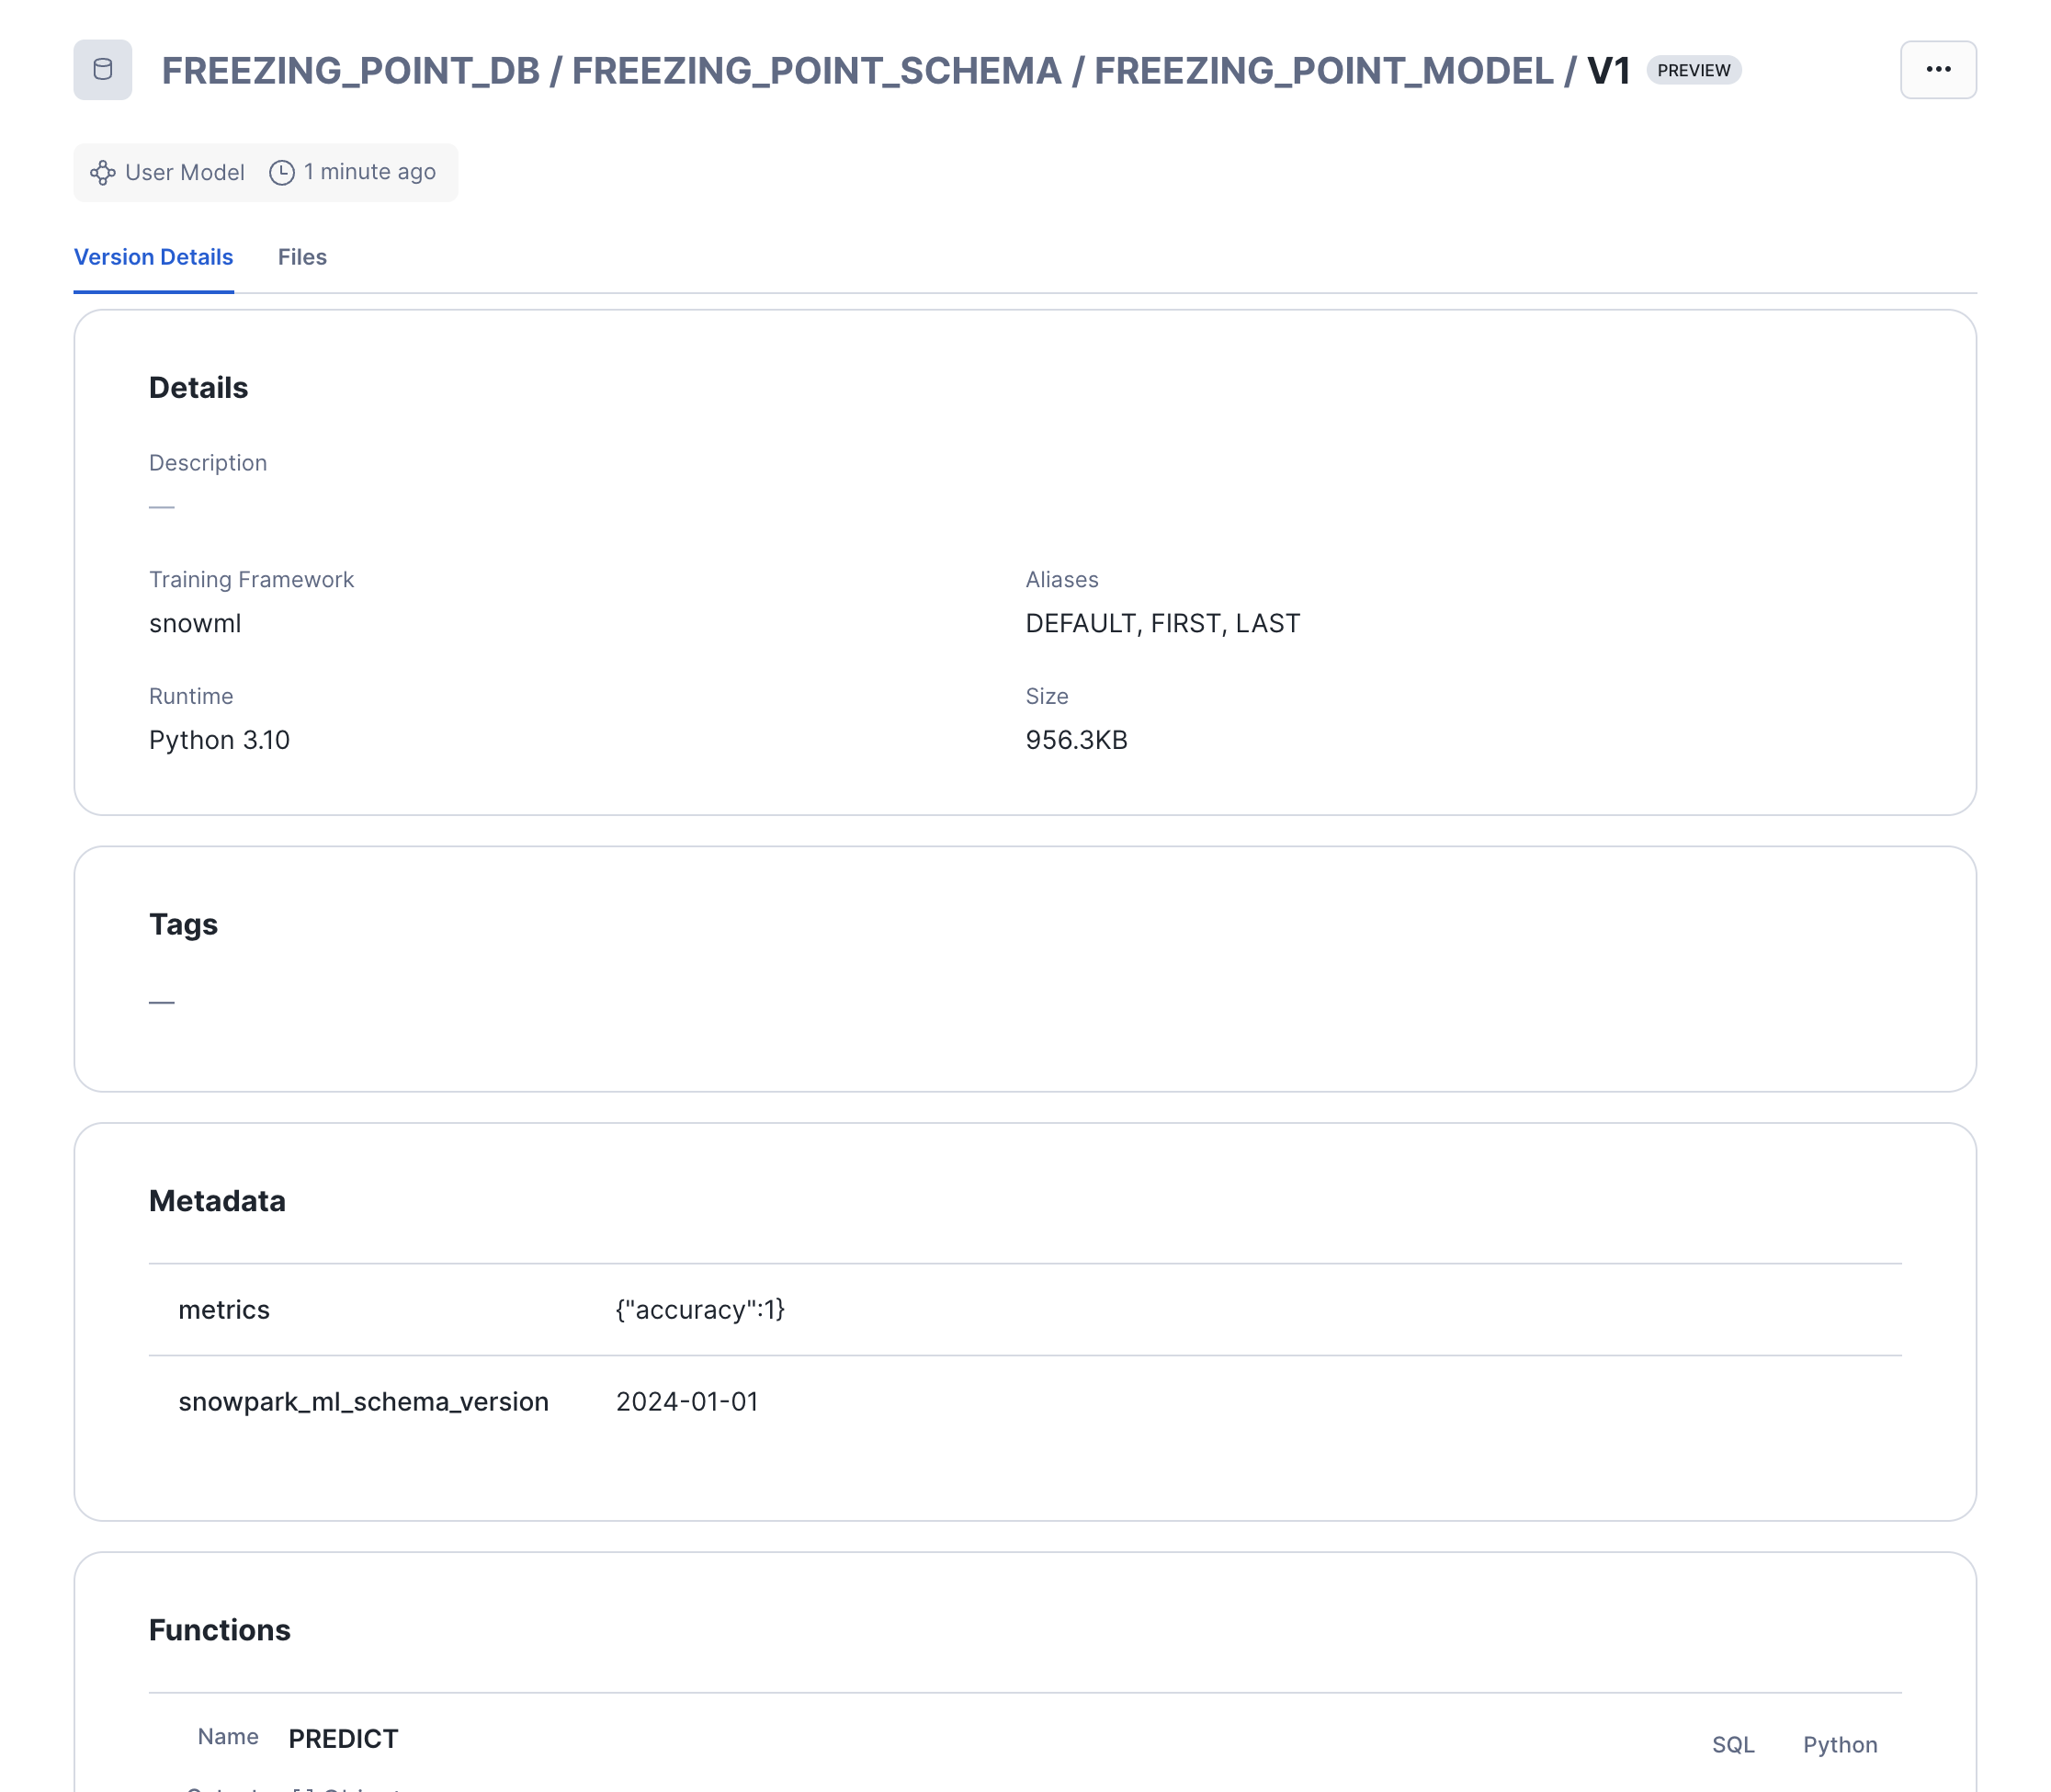 FREEZING_POINT_DB / FREEZING_POINT_SCHEMA / FREEZING_POINT_MODEL / V1 PREVIEW
User Model 1 minute ago
Version Details Files
Details
Description
—
Training Framework Aliases
snowml DEFAULT, FIRST, LAST
Runtime Size
Python 3.10 956.3KB
Tags
—
Metadata
metrics {"accuracy":1}
snowpark_ml_schema_version 2024-01-01
Functions
Name PREDICT SQL Python